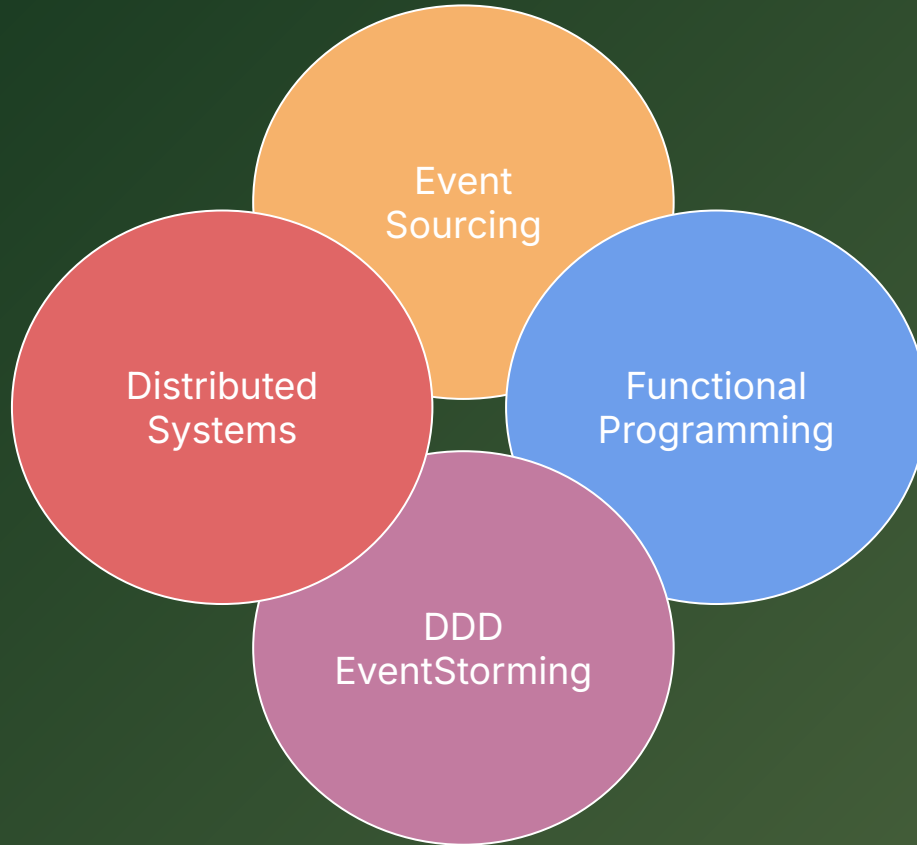 Event
Sourcing
Distributed
Systems
Functional
Programming
DDD
EventStorming